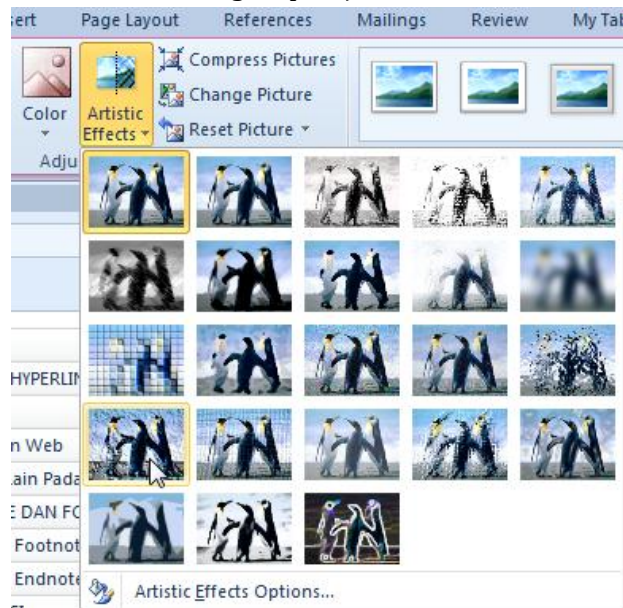 sert Page Layout References Mailings Review My Tab
Compress Pictures
Change Picture
Color Artistic Effects Reset Picture
Adju
HYPERLIN
n Web
ain Pada
E DAN FO
Footnot
Endnote
Artistic Effects Options...